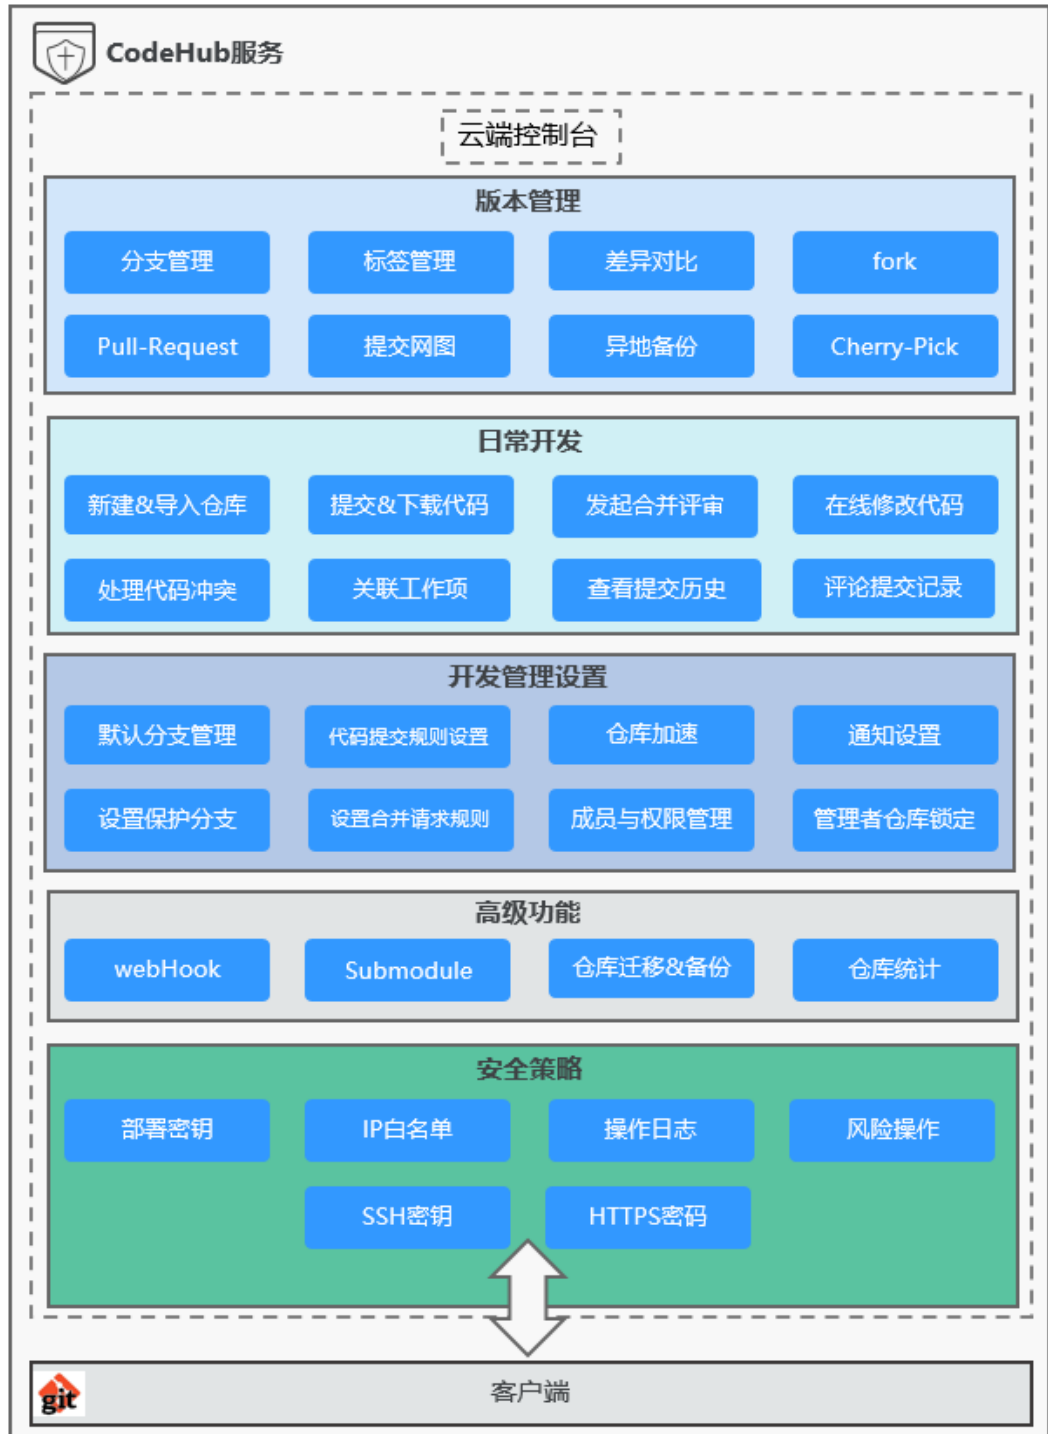 CodeHub服务
云端控制台
版本管理
分支管理 标签管理 差异对比 fork
Pull-Request 提交网图 异地备份 Cherry-Pick
日常开发
新建&导入仓库 提交&下载代码 发起合并评审 在线修改代码
处理代码冲突 关联工作项 查看提交历史 评论提交记录
开发管理设置
默认分支管理 代码提交规则设置 仓库加速 通知设置
设置保护分支 设置合并请求规则 成员与权限管理 管理者仓库锁定
高级功能
webHook Submodule 仓库迁移&备份 仓库统计
安全策略
部署密钥 IP白名单 操作日志 风险操作
SSH密钥 HTTPS密码
git 客户端